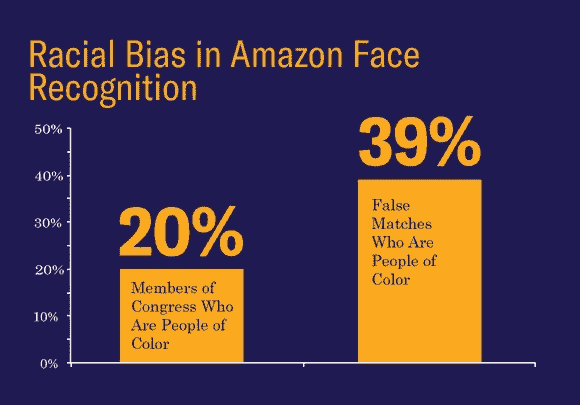 Racial Bias in Amazon Face
Recognition
50%
40%
30%
20%
10%
0%
20%
Members of
Congress Who
Are People of
Color
39%
False
Matches
Who Are
People of
Color